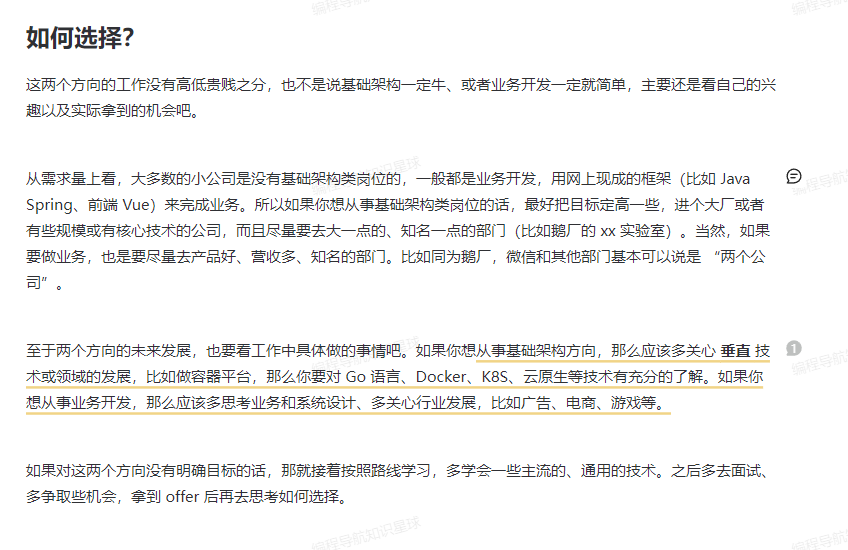 如何选择？
这两个方向的工作没有高低贵贱之分，也不是说基础架构一定牛、或者业务开发一定就简单，主要还是看自己的兴
趣以及实际拿到的机会吧。
从需求量上看，大多数的小公司是没有基础架构类岗位的，一般都是业务开发，用网上现成的框架（比如 Java
Spring、前端 Vue）来完成业务。所以如果你想从事基础架构类岗位的话，最好把目标定高一些，进个大厂或者
有些规模或有核心技术的公司，而且尽量要去大一点的、知名一点的部门（比如鹅厂的 xx 实验室）。当然，如果
要做业务，也是要尽量去产品好、营收多、知名的部门。比如同为鹅厂，微信和其他部门基本可以说是 “两个公
司” 。
至于两个方向的未来发展，也要看工作中具体做的事情吧。如果你想从事基础架构方向，那么应该多关心 垂直 技
术或领域的发展，比如做容器平台，那么你要对 Go 语言、Docker、K8S、云原生等技术有充分的了解。如果你
想从事业务开发，那么应该多思考业务和系统设计、多关心行业发展，比如广告、电商、游戏等。
1
如果对这两个方向没有明确目标的话，那就接着按照路线学习，多学会一些主流的、通用的技术。之后多去面试、
多争取些机会，拿到 offer 后再去思考如何选择。
编程导航知识星球